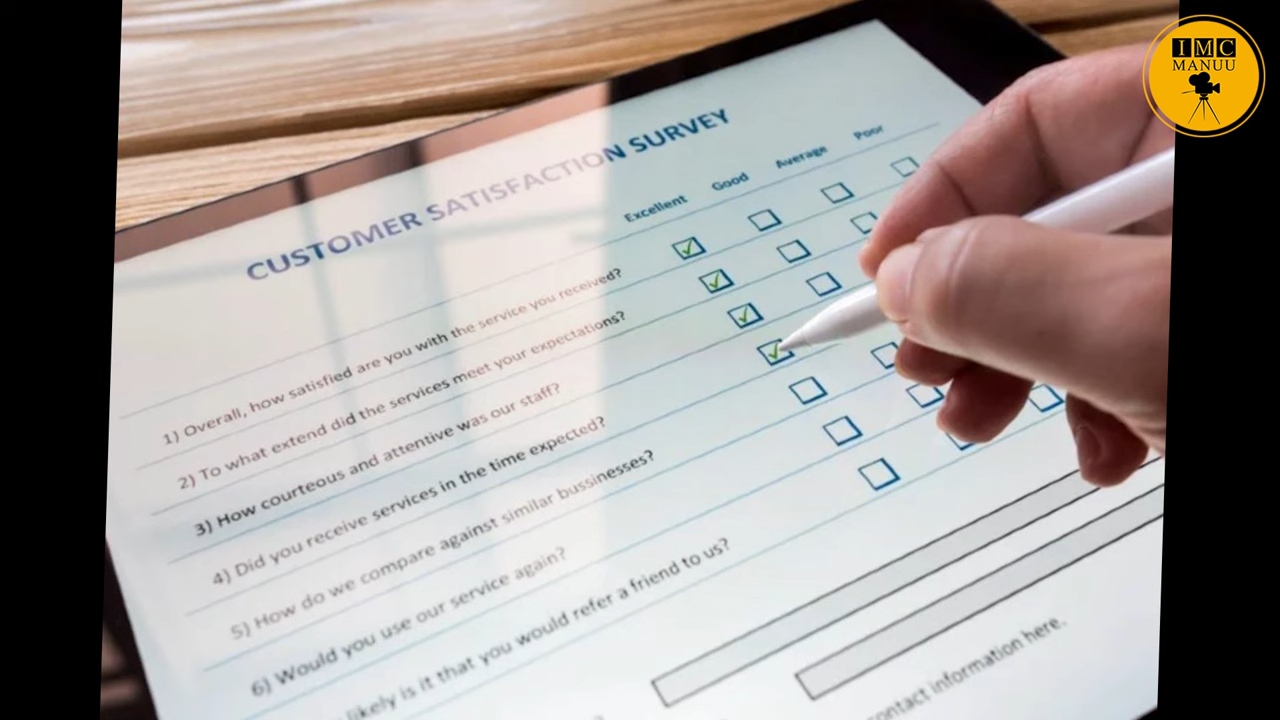 IMC
MANUU
CUSTOMER SATISFACTION SURVEY
Excellent Good Average Poor
1) Overall, how satisfied are you with the service you received?
2) To what extend did the services meet your expectations?
3) How courteous and attentive was our staff?
4) Did you receive services in the time expected?
5) How do we compare against similar bussinesses?
6) Would you use our service again?
likely is it that you would refer a friend to us?
contact information here.